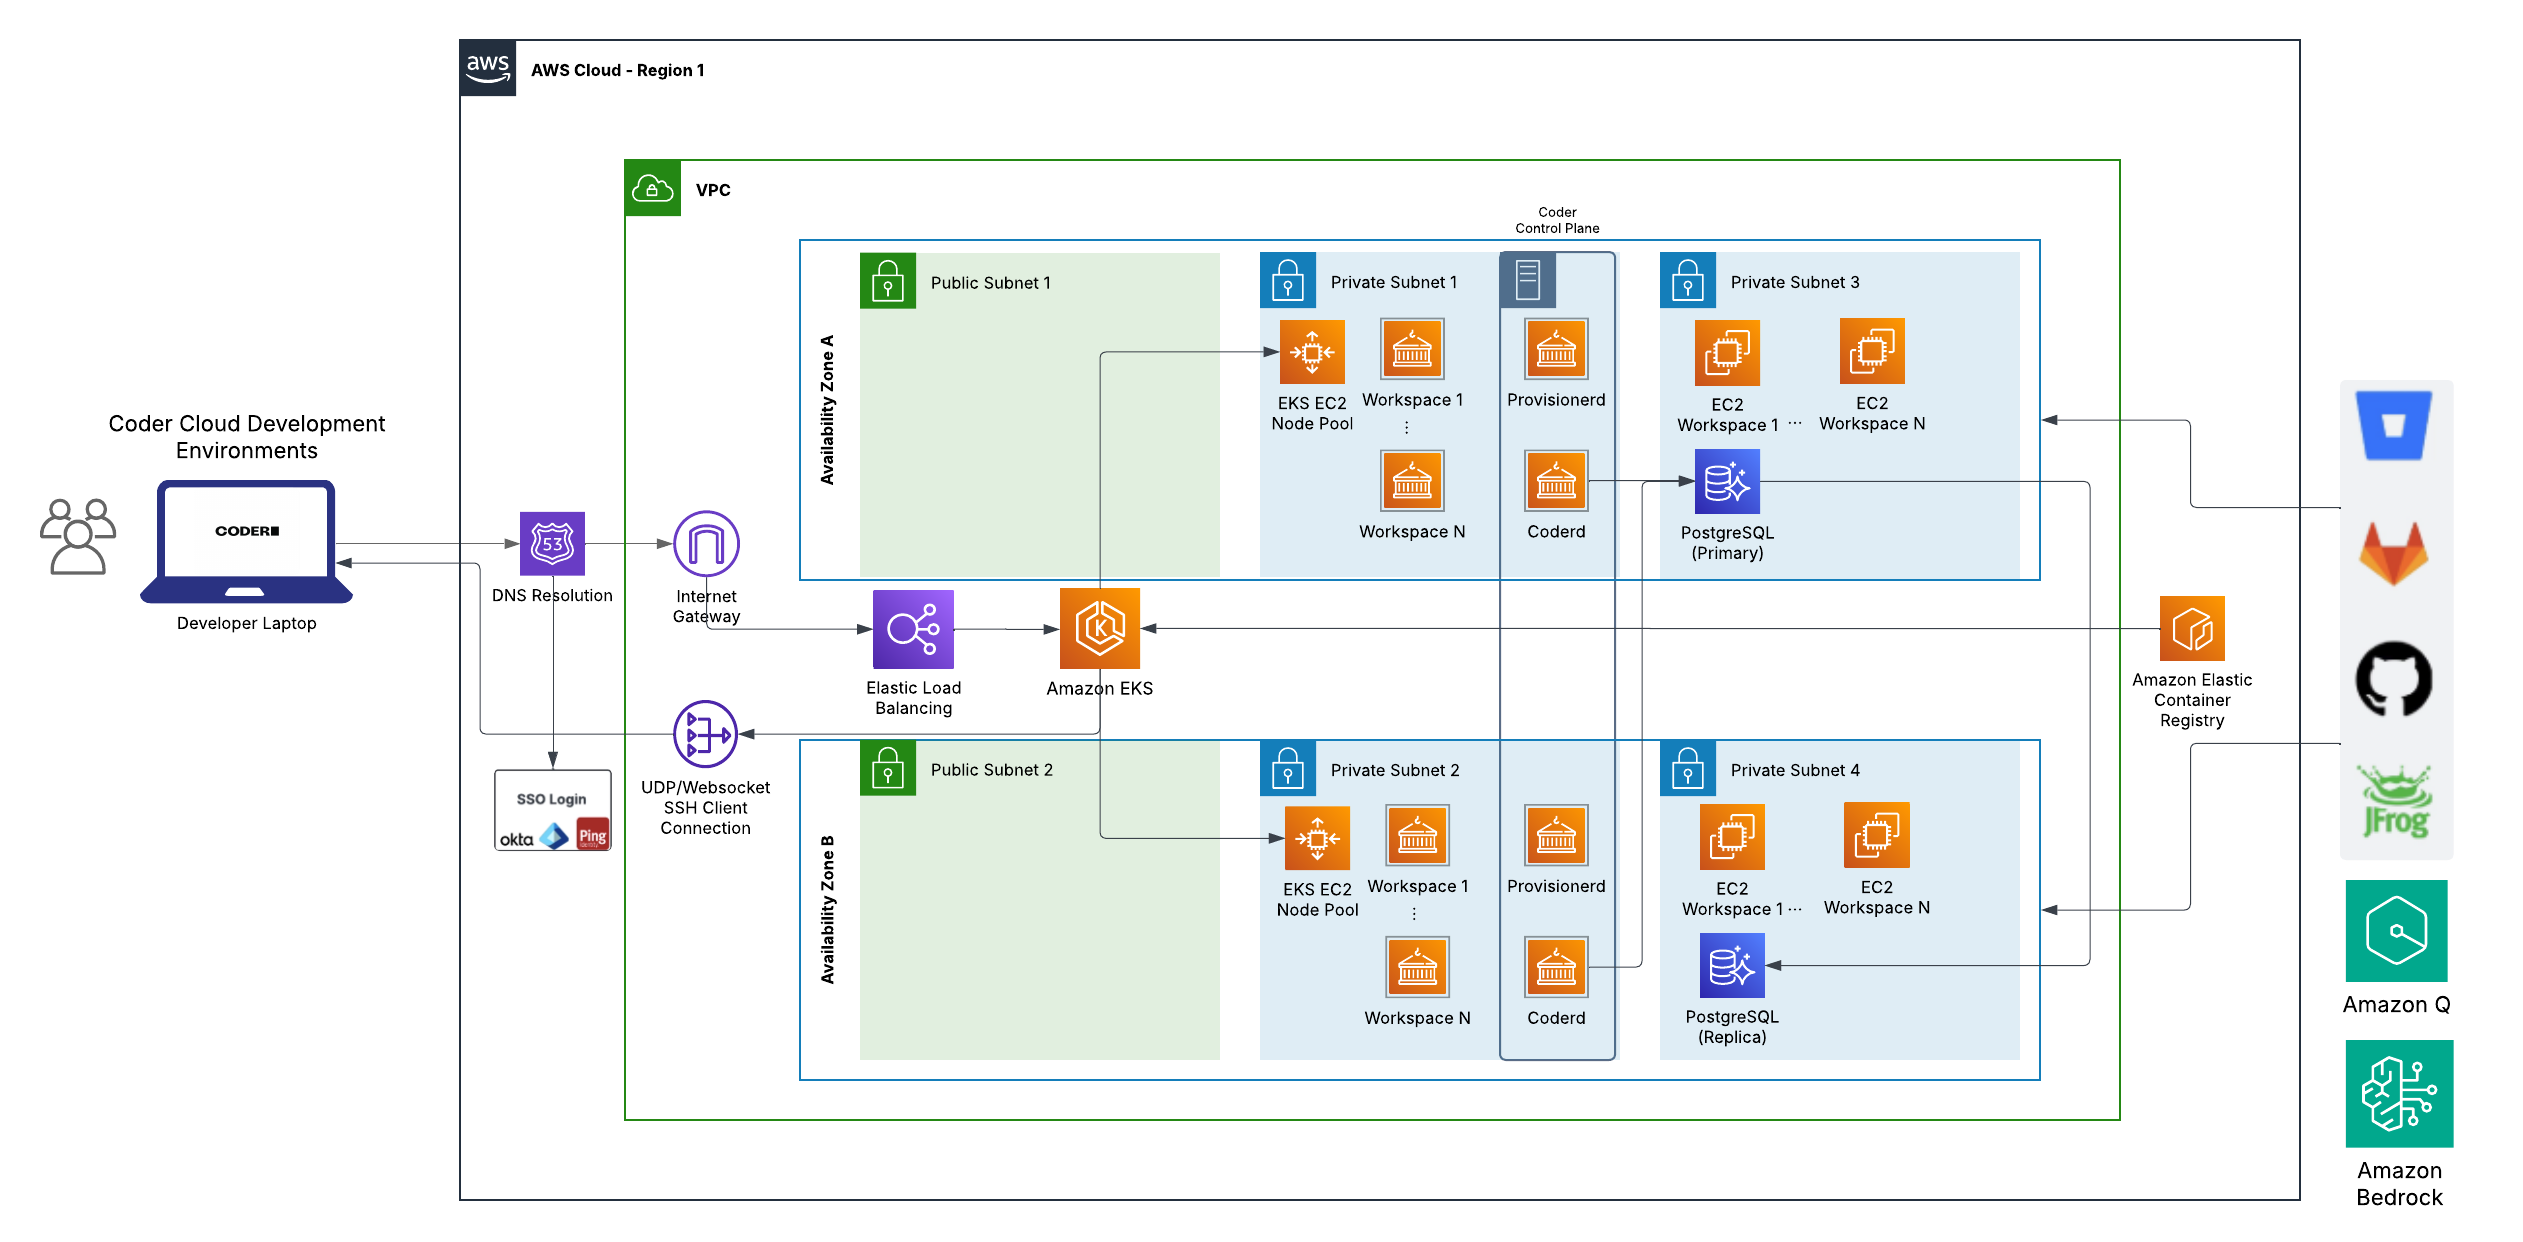 aws
AWS Cloud - Region 1
VPC
Coder
Control Plane
Availability Zone A
Public Subnet 1
Private Subnet 1
Private Subnet 3
EKS EC2
Node Pool
Workspace 1
⋮
Workspace N
Provisionerd
Coderd
EC2
Workspace 1 ...
EC2
Workspace N
PostgreSQL
(Primary)
Coder Cloud Development
Environments
CODER
Developer Laptop
53
DNS Resolution
Internet
Gateway
Elastic Load
Balancing
K
Amazon EKS
Amazon Elastic
Container
Registry
SSO Login
okta
Ping
Identity
UDP/Websocket
SSH Client
Connection
Availability Zone B
Public Subnet 2
Private Subnet 2
Private Subnet 4
EKS EC2
Node Pool
Workspace 1
⋮
Workspace N
Provisionerd
Coderd
EC2
Workspace 1 ...
EC2
Workspace N
PostgreSQL
(Replica)
JFrog
Amazon Q
Amazon
Bedrock